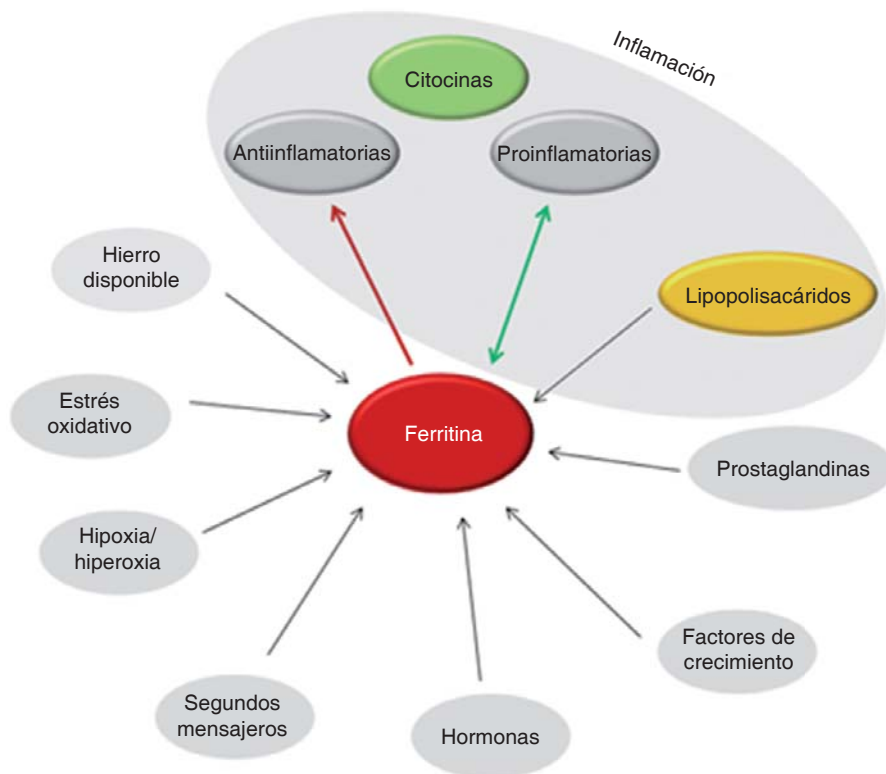 Inflamación
Citocinas
Antiinflamatorias
Proinflamatorias
Hierro
disponible
Lipopolisacáridos
Estrés
oxidativo
Ferritina
Prostaglandinas
Hipoxia/
hiperoxia
Factores de
crecimiento
Segundos
mensajeros
Hormonas